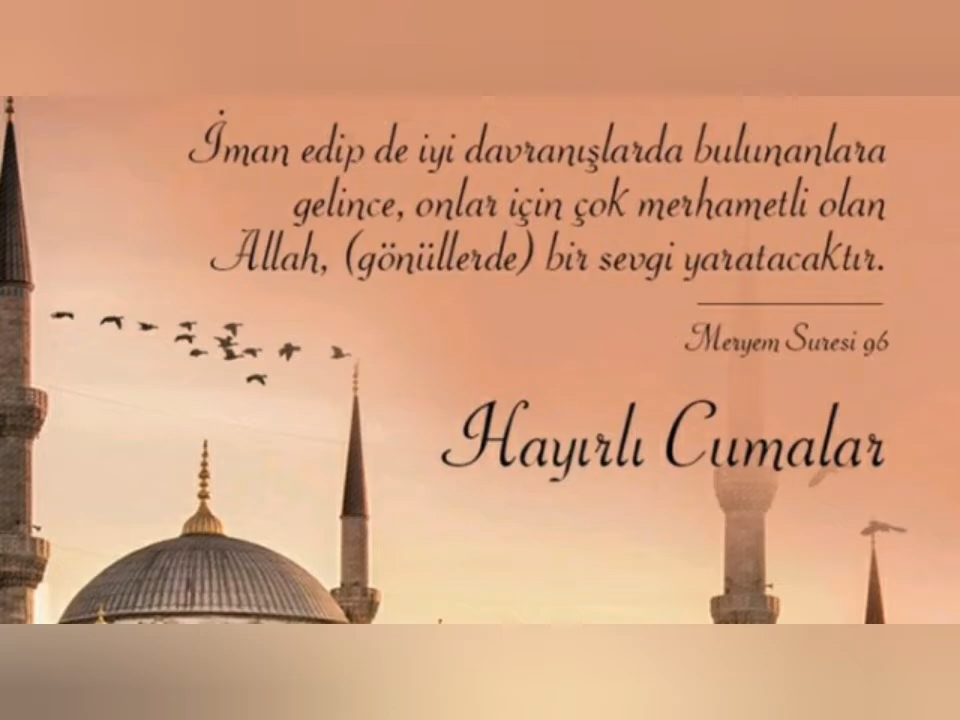 İman edip de iyi davranışlarda bulunanlara
gelince, onlar için çok merhametli olan
Allah, (gönüllerde) bir sevgi yaratacaktır.
Meryem Suresi 96
Hayırlı Cumalar